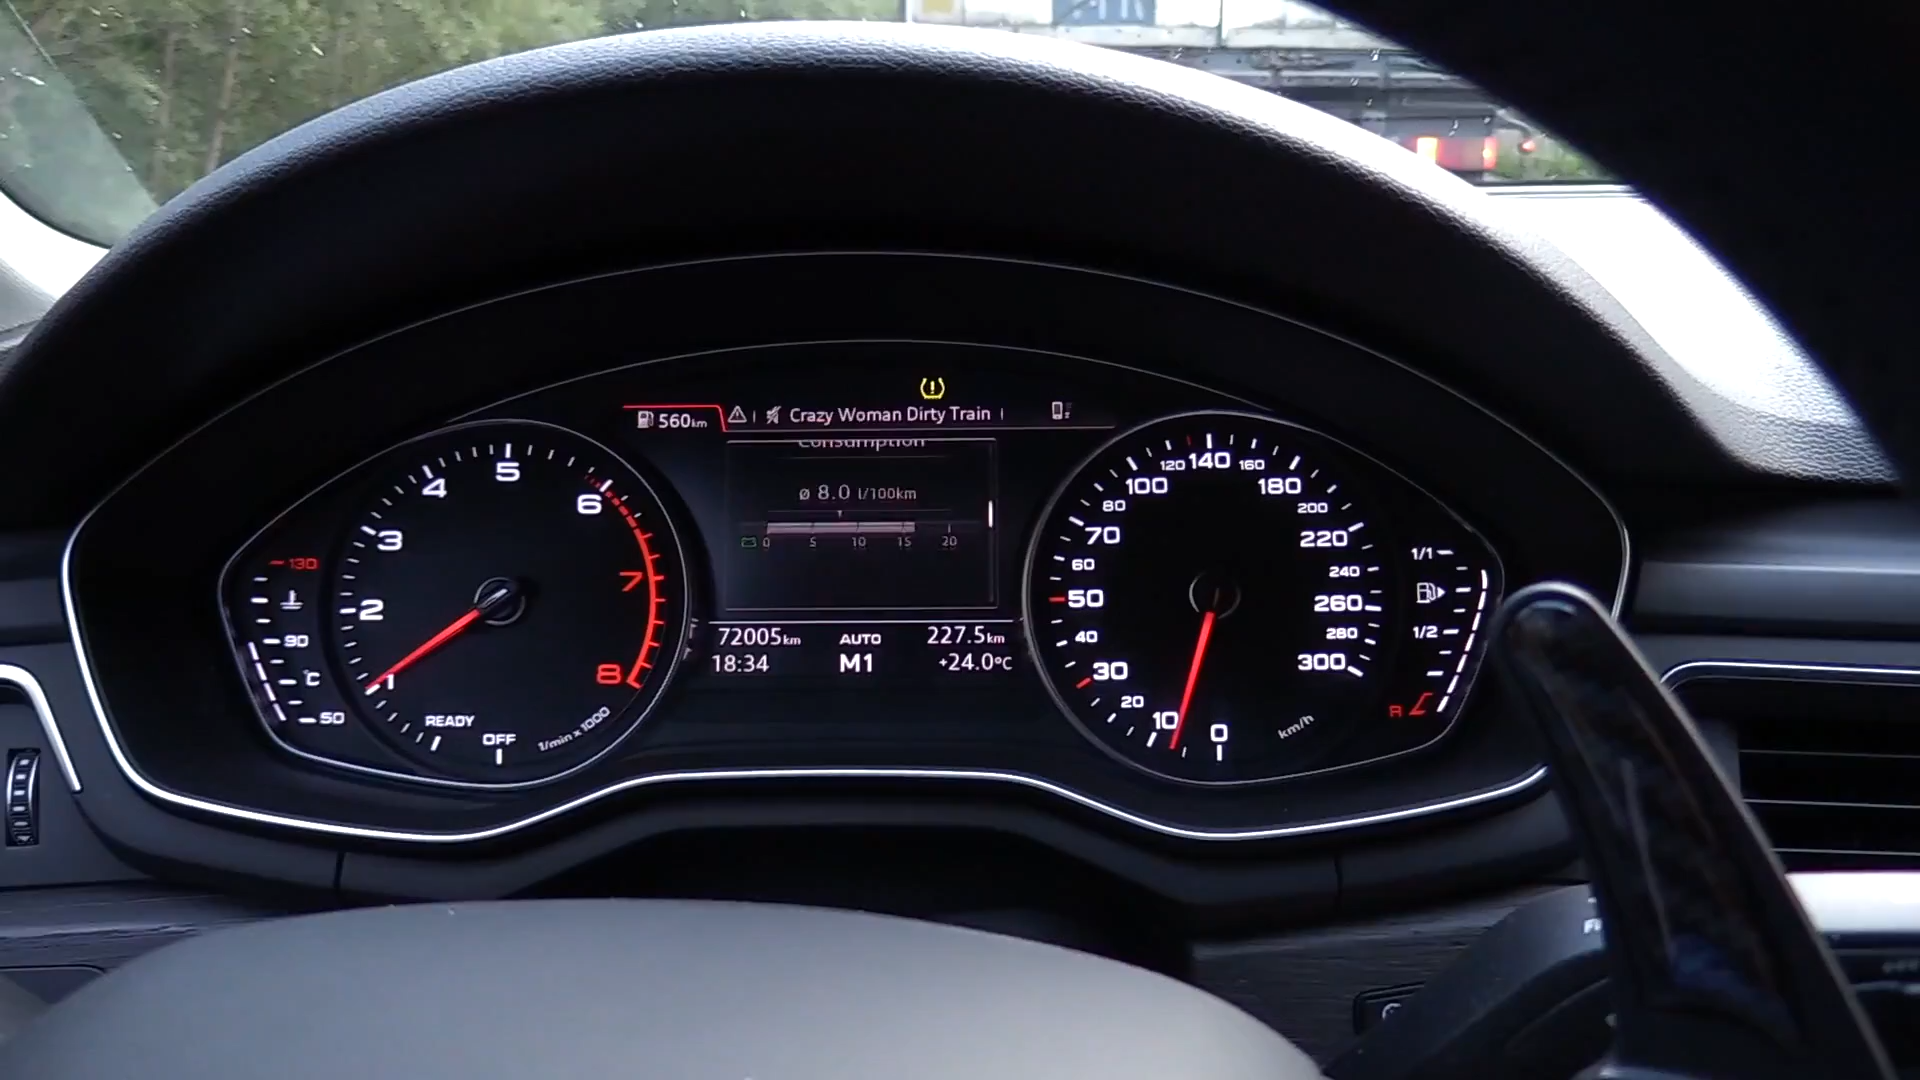 560km
Crazy Woman Dirty Train
Consumption
ø 8.0 l/100km
0 5 10 15 20
72005km AUTO 227.5km
18:34 M1 +24.0°C
130
90
°C
50
1 2 3 4 5 6 7 8
READY
OFF
1/min x 1000
0 10 20 30 40 50 60 70 80 100 120 140 160 180 200 220 240 260 280 300
km/h
1/1
1/2
R